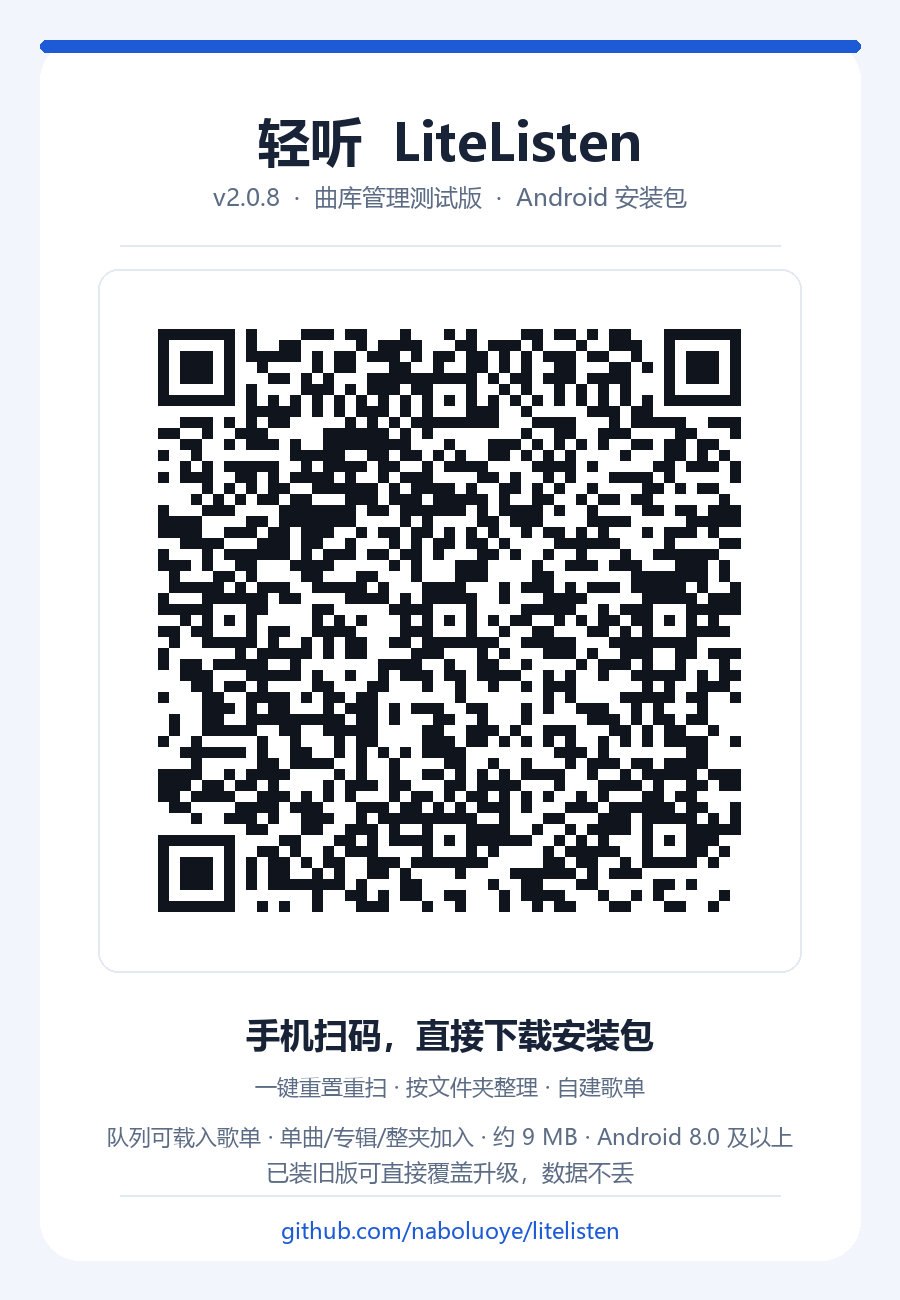 轻听 LiteListen
v2.0.8 · 曲库管理测试版 · Android 安装包
手机扫码，直接下载安装包
一键重置重扫 · 按文件夹整理 · 自建歌单
队列可载入歌单 · 单曲/专辑/整夹加入 · 约 9 MB · Android 8.0 及以上
已装旧版可直接覆盖升级，数据不丢
github.com/naboluoye/litelisten